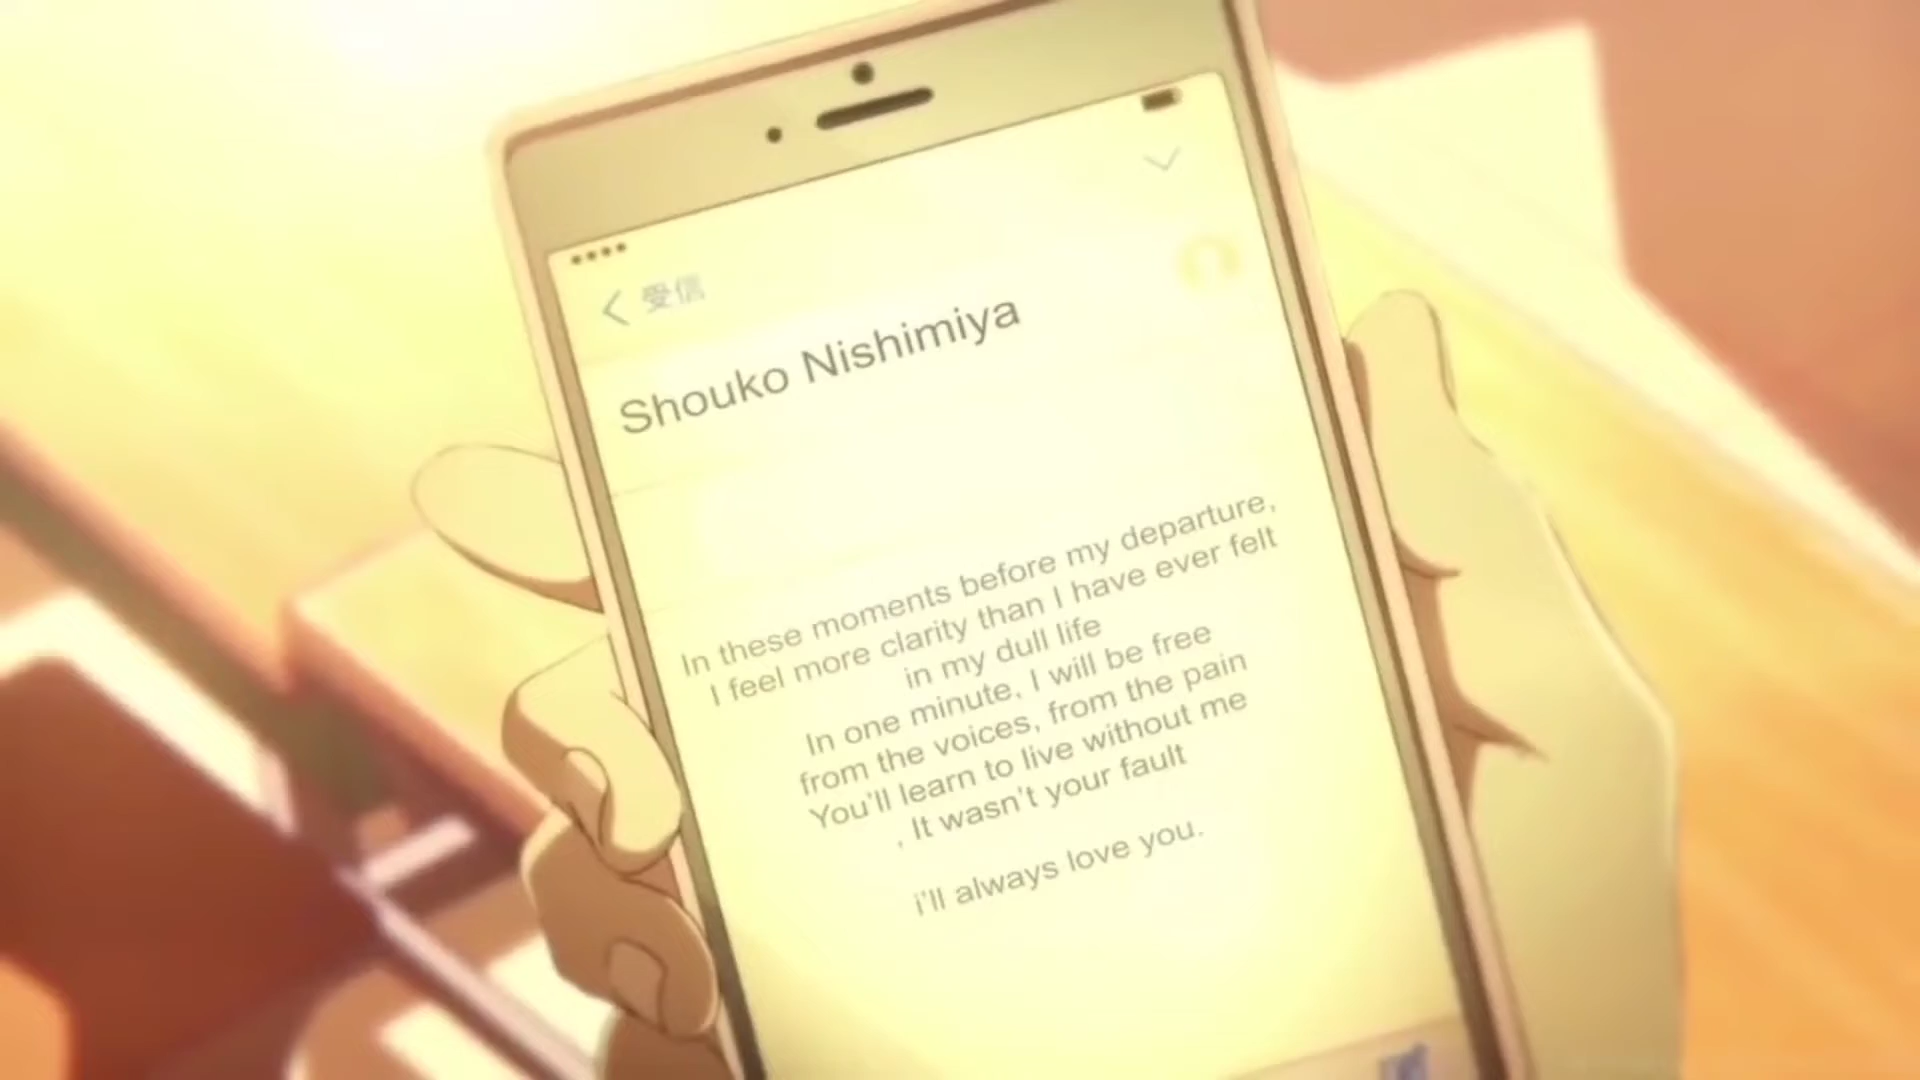 受信
Shouko Nishimiya
In these moments before my departure,
I feel more clarity than I have ever felt
in my dull life
In one minute, I will be free
from the voices, from the pain
You'll learn to live without me
, It wasn't your fault
i'll always love you.